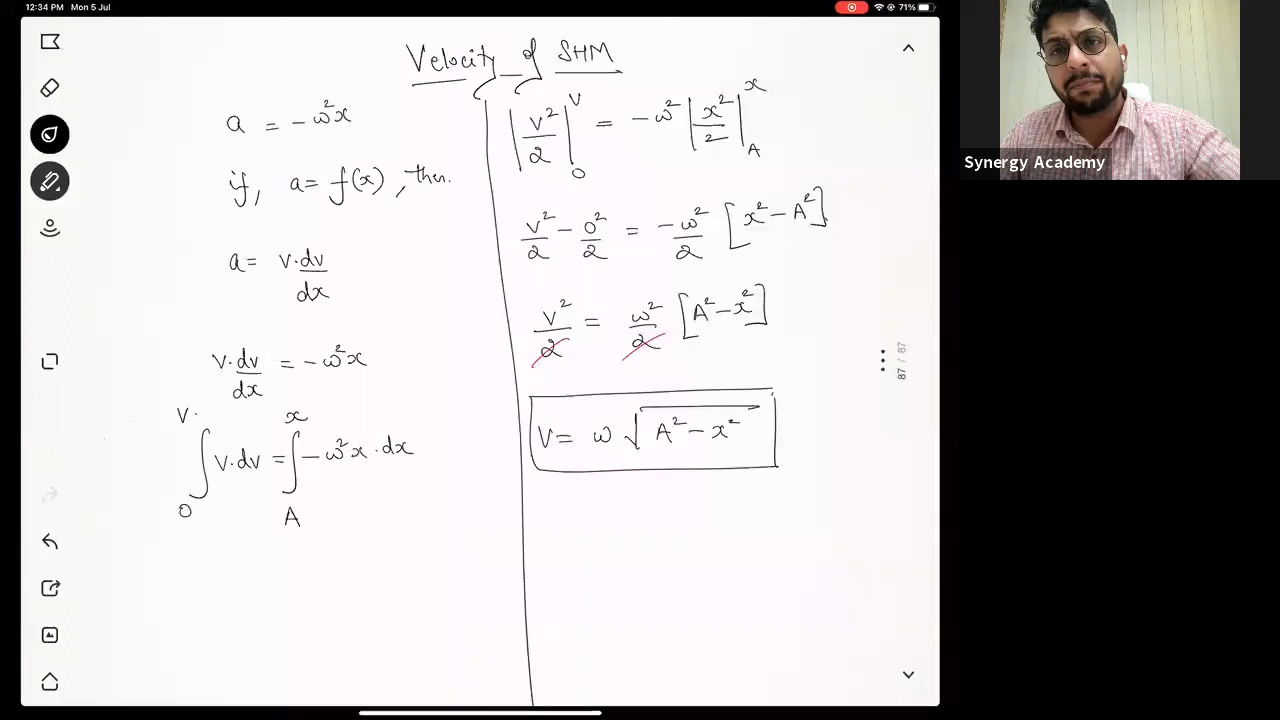 12:34 PM Mon 5 Jul
71%
Velocity of SHM
a = -ω²x
if, a = f(x), then.
a = v·dv/dx
v·dv/dx = -ω²x
∫₀ᵛ v·dv = ∫_A^x -ω²x·dx
|v²/2|₀ᵛ = -ω² |x²/2|_A^x
v²/2 - 0²/2 = -ω²/2 [x² - A²]
v²/2 = ω²/2 [A² - x²]
V = ω √(A² - x²)
87 / 87
Synergy Academy